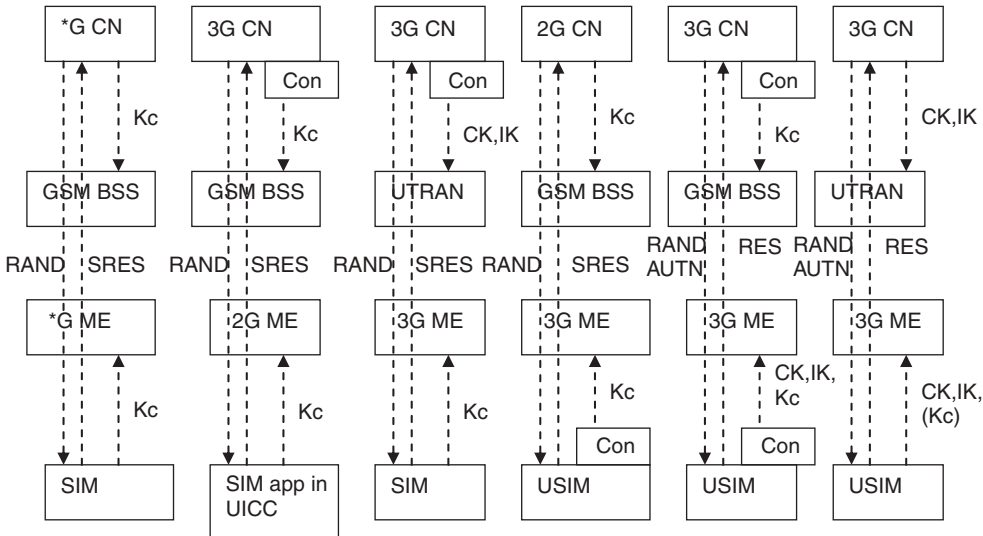 *G CN 3G CN 3G CN 2G CN 3G CN 3G CN
Con Con Con
Kc Kc CK,IK Kc Kc CK,IK
GSM BSS GSM BSS UTRAN GSM BSS GSM BSS UTRAN
RAND SRES RAND SRES RAND SRES RAND SRES RAND AUTN RES RAND AUTN RES
*G ME 2G ME 3G ME 3G ME 3G ME 3G ME
Kc Kc Kc Kc CK,IK, Kc CK,IK, (Kc)
Con Con
SIM SIM app in UICC SIM USIM USIM USIM